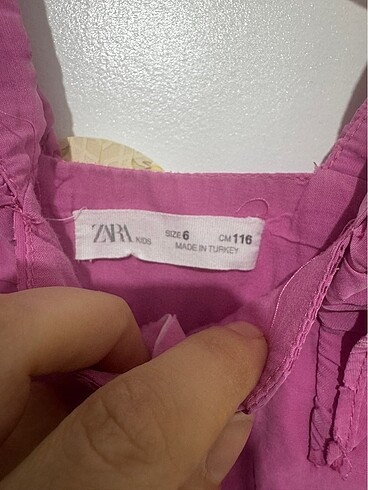 ZARA KIDS SIZE 6 CM 116
MADE IN TURKEY